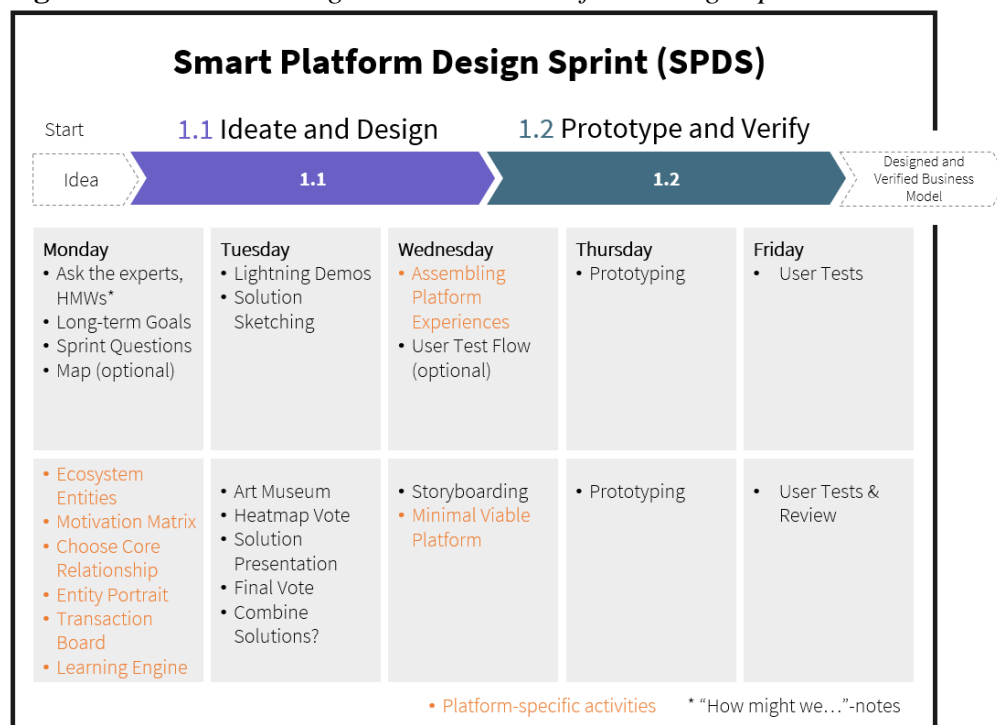 Smart Platform Design Sprint (SPDS)
Start
1.1 Ideate and Design
1.2 Prototype and Verify
Idea
1.1
1.2
Designed and
Verified Business
Model
Monday
• Ask the experts,
HMWs*
• Long-term Goals
• Sprint Questions
• Map (optional)
Tuesday
• Lightning Demos
• Solution
Sketching
Wednesday
• Assembling
Platform
Experiences
• User Test Flow
(optional)
Thursday
• Prototyping
Friday
• User Tests
• Ecosystem
Entities
• Motivation Matrix
• Choose Core
Relationship
• Entity Portrait
• Transaction
Board
• Learning Engine
• Art Museum
• Heatmap Vote
• Solution
Presentation
• Final Vote
• Combine
Solutions?
• Storyboarding
• Minimal Viable
Platform
• Prototyping
• User Tests &
Review
• Platform-specific activities
* “How might we…”-notes